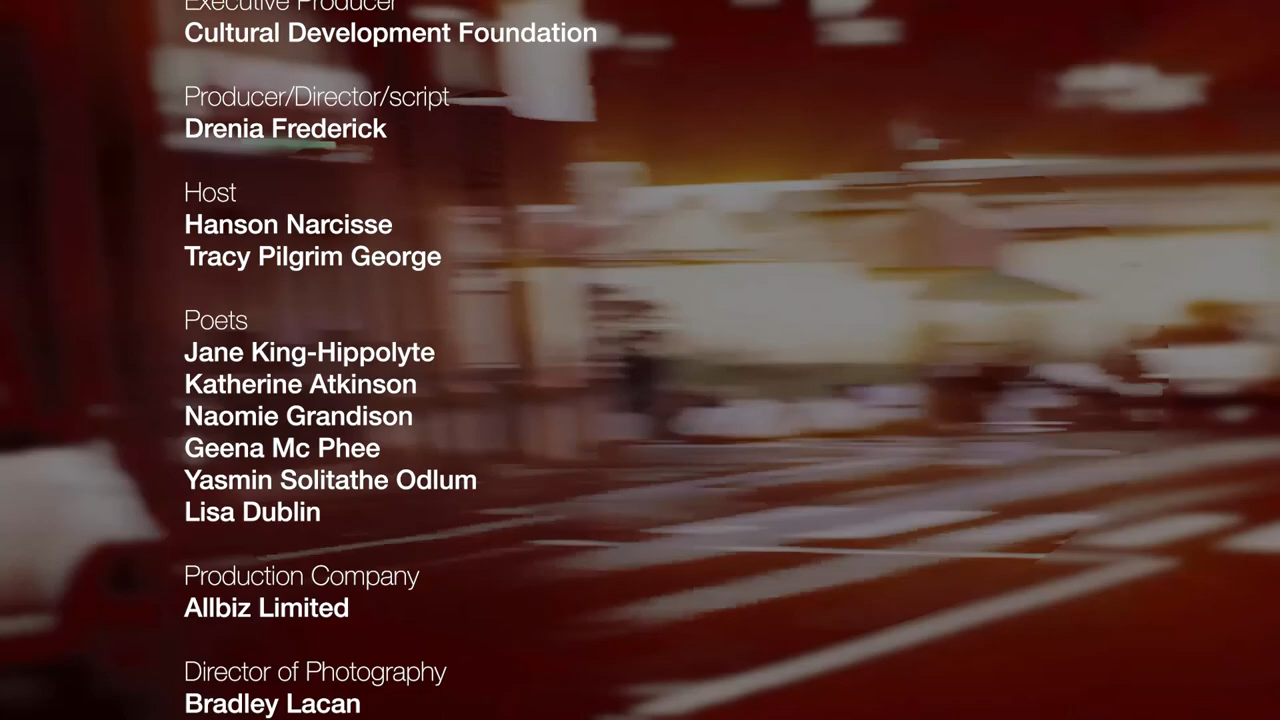 Executive Producer
Cultural Development Foundation
Producer/Director/script
Drenia Frederick
Host
Hanson Narcisse
Tracy Pilgrim George
Poets
Jane King-Hippolyte
Katherine Atkinson
Naomie Grandison
Geena Mc Phee
Yasmin Solitathe Odlum
Lisa Dublin
Production Company
Allbiz Limited
Director of Photography
Bradley Lacan